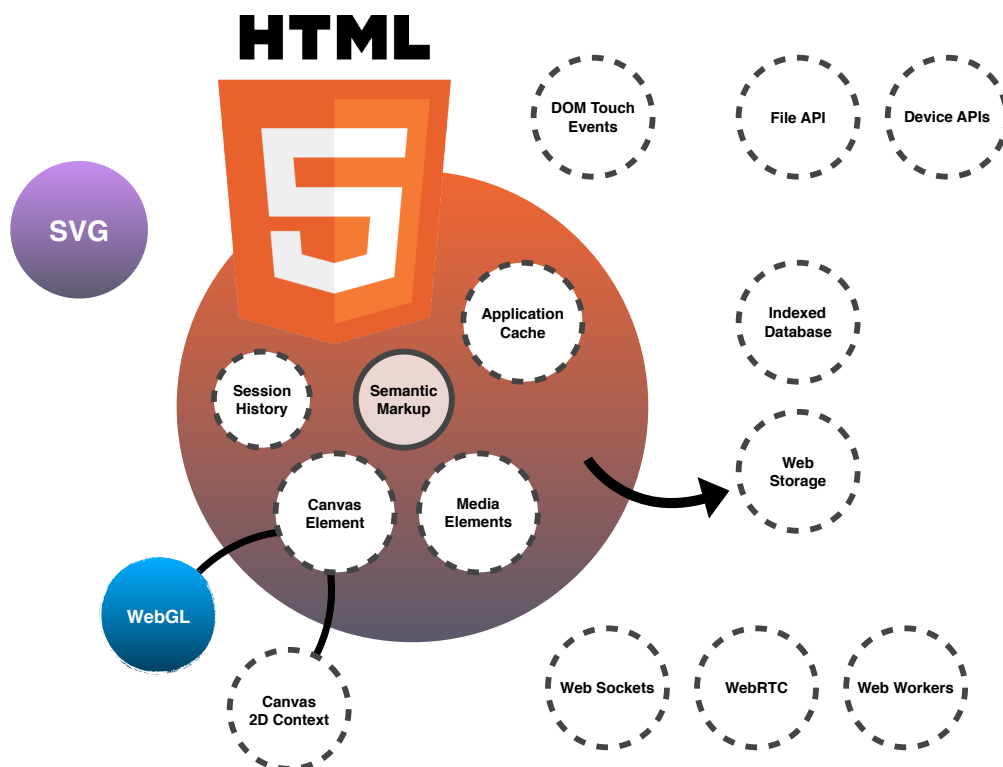 HTML
5
DOM Touch
Events
File API
Device APIs
SVG
Application
Cache
Indexed
Database
Session
History
Semantic
Markup
Web
Storage
Canvas
Element
Media
Elements
WebGL
Web Sockets
WebRTC
Web Workers
Canvas
2D Context